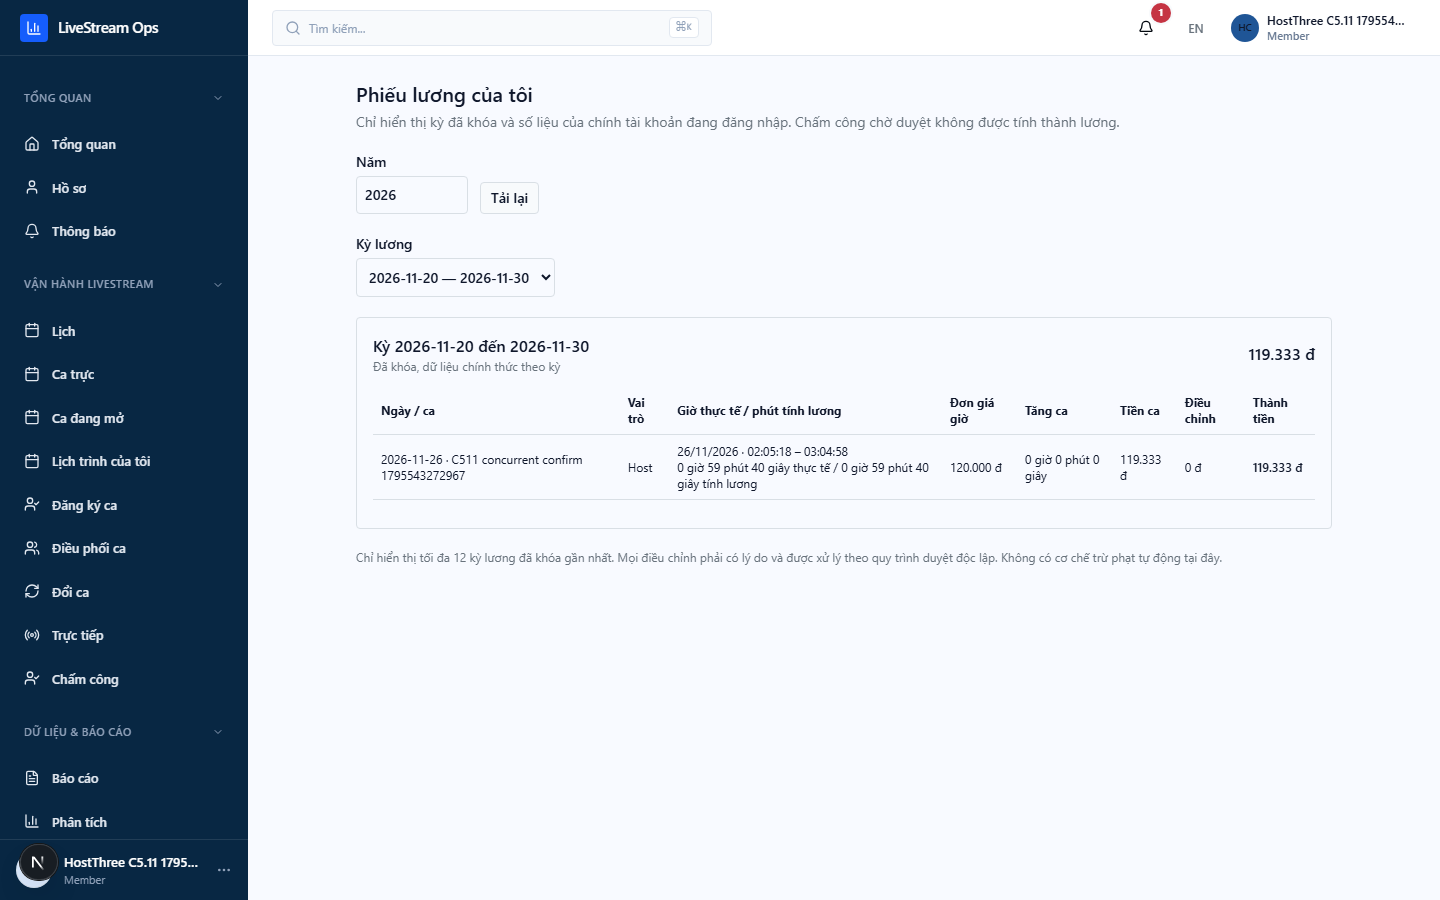 LiveStream Ops
Tìm kiếm...
⌘K
1
EN
HC
HostThree C5.11 179554...
Member
TỔNG QUAN
Tổng quan
Hồ sơ
Thông báo
VẬN HÀNH LIVESTREAM
Lịch
Ca trực
Ca đang mở
Lịch trình của tôi
Đăng ký ca
Điều phối ca
Đổi ca
Trực tiếp
Chấm công
DỮ LIỆU & BÁO CÁO
Báo cáo
Phân tích
N
HostThree C5.11 1795...
Member
...
Phiếu lương của tôi
Chỉ hiển thị kỳ đã khóa và số liệu của chính tài khoản đang đăng nhập. Chấm công chờ duyệt không được tính thành lương.
Năm
2026
Tải lại
Kỳ lương
2026-11-20 — 2026-11-30
Kỳ 2026-11-20 đến 2026-11-30
Đã khóa, dữ liệu chính thức theo kỳ
119.333 đ
Ngày / ca
Vai
trò
Giờ thực tế / phút tính lương
Đơn giá
giờ
Tăng ca
Tiền ca
Điều
chỉnh
Thành
tiền
2026-11-26 · C511 concurrent confirm
1795543272967
Host
26/11/2026 · 02:05:18 – 03:04:58
0 giờ 59 phút 40 giây thực tế / 0 giờ 59 phút 40
giây tính lương
120.000 đ
0 giờ 0 phút 0
giây
119.333
đ
0 đ
119.333 đ
Chỉ hiển thị tối đa 12 kỳ lương đã khóa gần nhất. Mọi điều chỉnh phải có lý do và được xử lý theo quy trình duyệt độc lập. Không có cơ chế trừ phạt tự động tại đây.